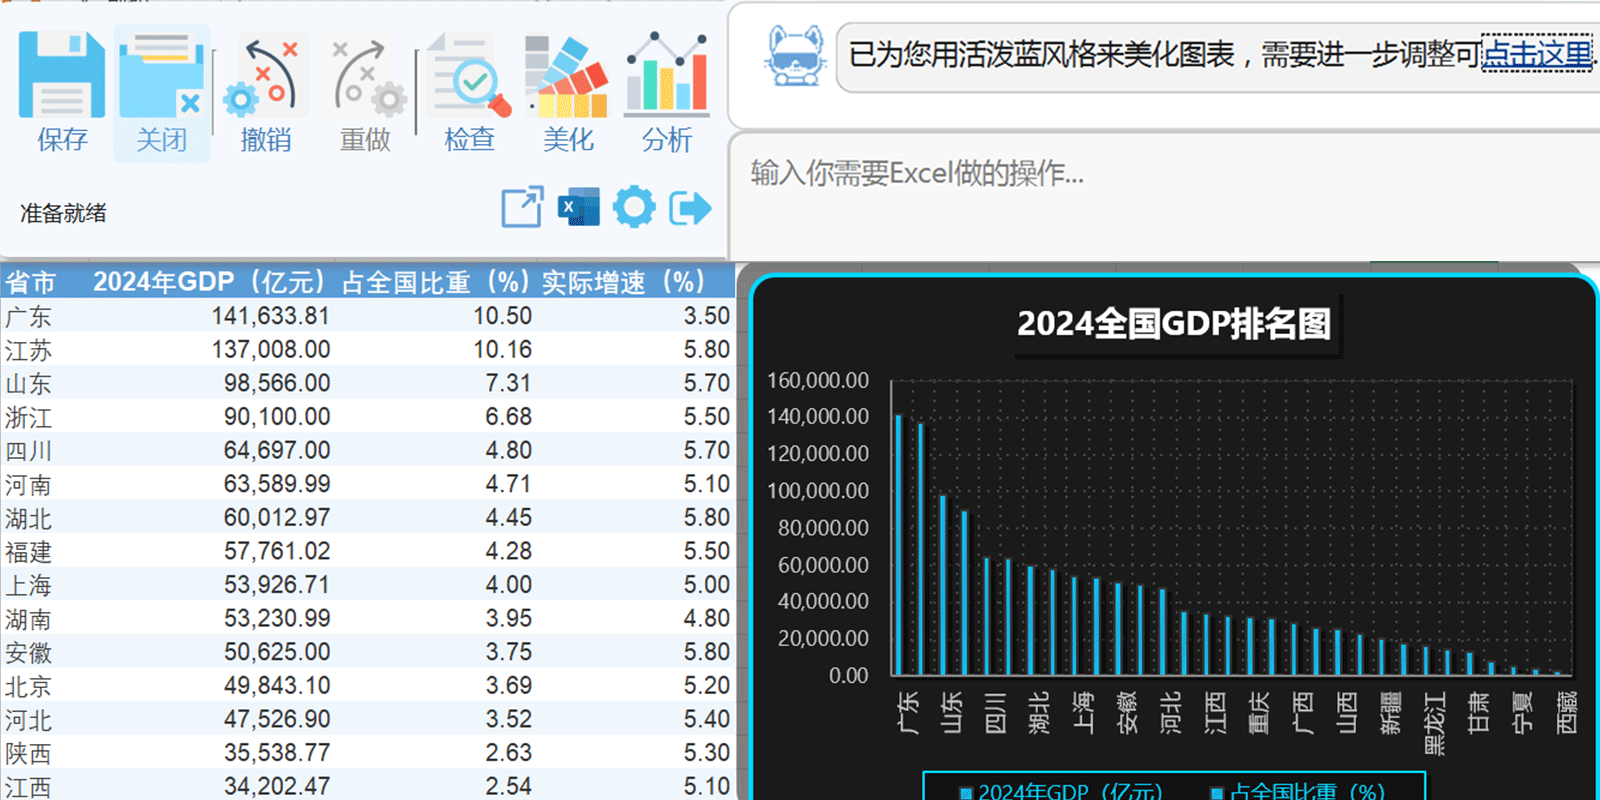 保存 关闭 撤销 重做 检查 美化 分析
准备就绪
已为您用活泼蓝风格来美化图表，需要进一步调整可点击这里.
输入你需要Excel做的操作...
省市 2024年GDP（亿元） 占全国比重（%） 实际增速（%）
广东 141,633.81 10.50 3.50
江苏 137,008.00 10.16 5.80
山东 98,566.00 7.31 5.70
浙江 90,100.00 6.68 5.50
四川 64,697.00 4.80 5.70
河南 63,589.99 4.71 5.10
湖北 60,012.97 4.45 5.80
福建 57,761.02 4.28 5.50
上海 53,926.71 4.00 5.00
湖南 53,230.99 3.95 4.80
安徽 50,625.00 3.75 5.80
北京 49,843.10 3.69 5.20
河北 47,526.90 3.52 5.40
陕西 35,538.77 2.63 5.30
江西 34,202.47 2.54 5.10
2024全国GDP排名图
160,000.00
140,000.00
120,000.00
100,000.00
80,000.00
60,000.00
40,000.00
20,000.00
0.00
广东 山东 四川 湖北 上海 安徽 河北 江西 重庆 广西 山西 新疆 黑龙江 甘肃 宁夏 西藏
2024年GDP（亿元） 占全国比重（%）